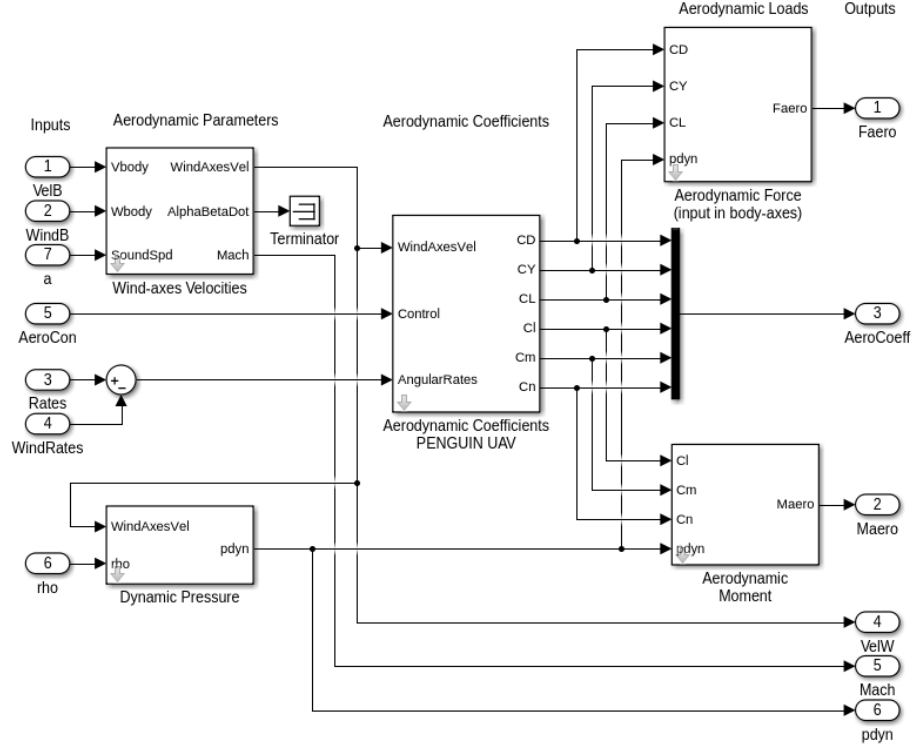 Aerodynamic Loads
Outputs
CD
CY
CL
pdyn
Faero
1
Faero
Aerodynamic Force
(input in body-axes)
Inputs
Aerodynamic Parameters
Aerodynamic Coefficients
1
VelB
2
WindB
7
a
Vbody
Wbody
SoundSpd
WindAxesVel
AlphaBetaDot
Mach
Wind-axes Velocities
Terminator
5
AeroCon
3
Rates
4
WindRates
+
_
WindAxesVel
Control
AngularRates
CD
CY
CL
Cl
Cm
Cn
Aerodynamic Coefficients
PENGUIN UAV
3
AeroCoeff
Cl
Cm
Cn
pdyn
Maero
2
Maero
Aerodynamic
Moment
6
rho
WindAxesVel
rho
pdyn
Dynamic Pressure
4
VelW
5
Mach
6
pdyn